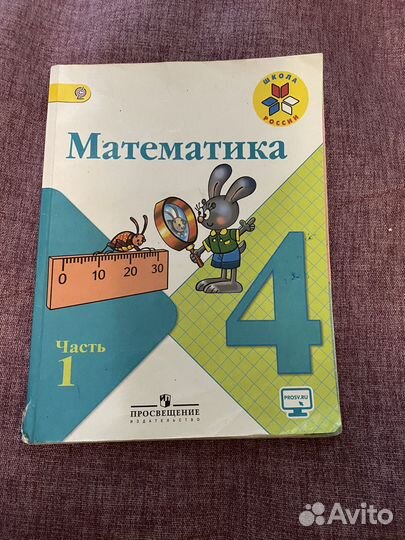 ШКОЛА
РОССИИ
Математика
0 10 20 30
4
Часть
1
ПРОСВЕЩЕНИЕ
ИЗДАТЕЛЬСТВО
PROSV.RU
Avito